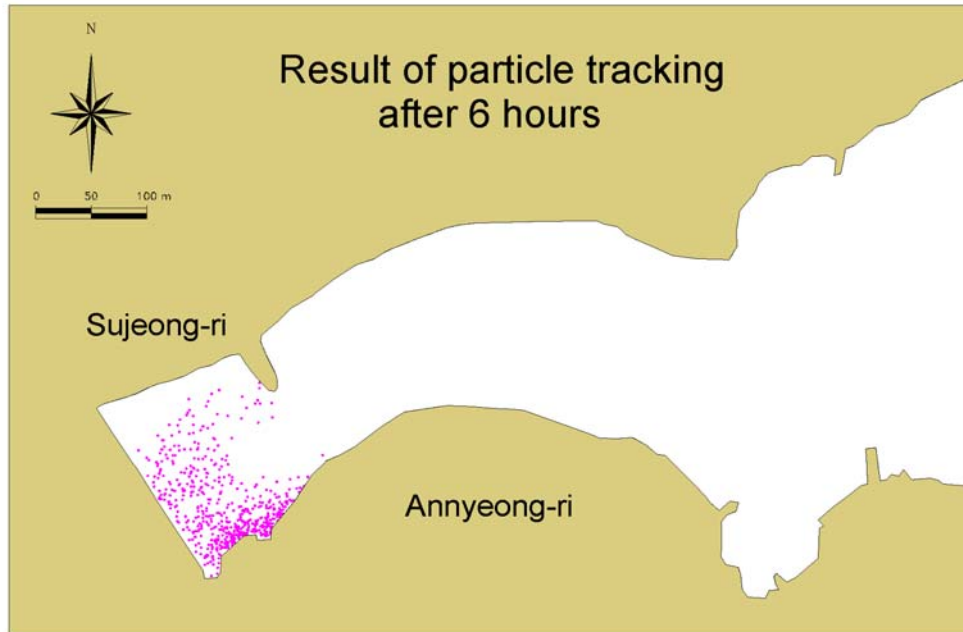 N
Result of particle tracking
after 6 hours
0 50 100 m
Sujeong-ri
Annyeong-ri